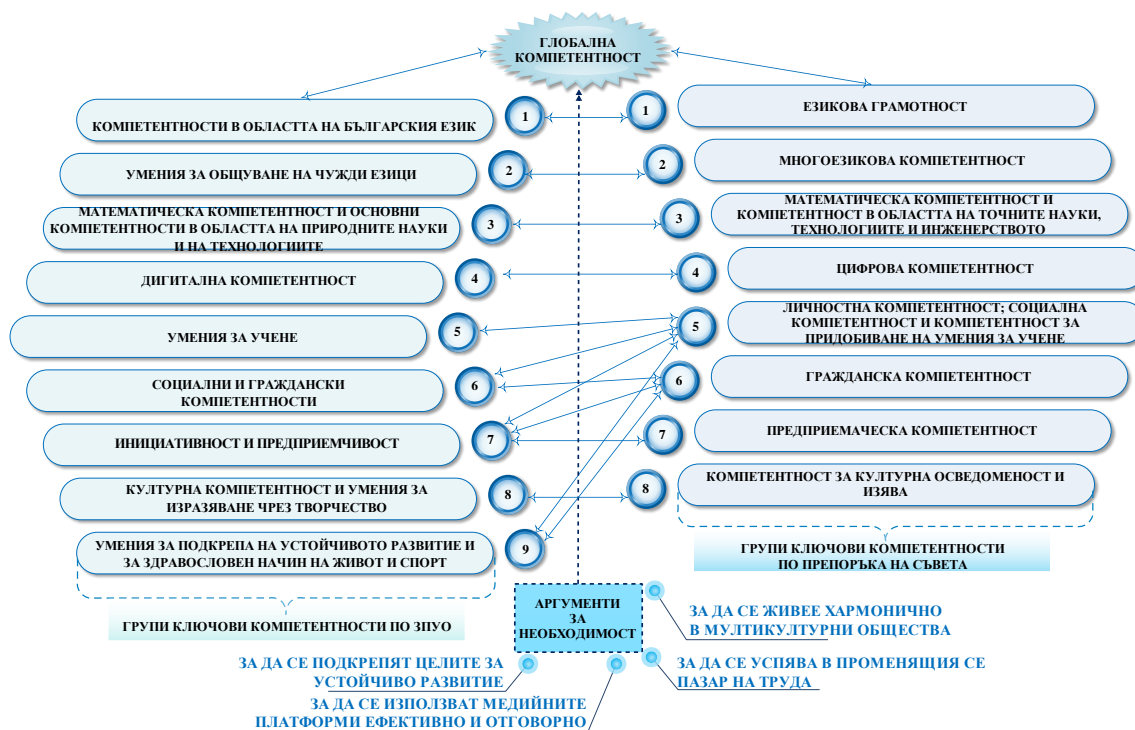 ГЛОБАЛНА
КОМПЕТЕНТНОСТ
КОМПЕТЕНТНОСТИ В ОБЛАСТТА НА БЪЛГАРСКИЯ ЕЗИК
1
1
ЕЗИКОВА ГРАМОТНОСТ
УМЕНИЯ ЗА ОБЩУВАНЕ НА ЧУЖДИ ЕЗИЦИ
2
2
МНОГОЕЗИКОВА КОМПЕТЕНТНОСТ
МАТЕМАТИЧЕСКА КОМПЕТЕНТНОСТ И ОСНОВНИ
КОМПЕТЕНТНОСТИ В ОБЛАСТТА НА ПРИРОДНИТЕ НАУКИ
И НА ТЕХНОЛОГИИТЕ
3
3
МАТЕМАТИЧЕСКА КОМПЕТЕНТНОСТ И
КОМПЕТЕНТНОСТ В ОБЛАСТТА НА ТОЧНИТЕ НАУКИ,
ТЕХНОЛОГИИТЕ И ИНЖЕНЕРСТВОТО
ДИГИТАЛНА КОМПЕТЕНТНОСТ
4
4
ЦИФРОВА КОМПЕТЕНТНОСТ
УМЕНИЯ ЗА УЧЕНЕ
5
5
ЛИЧНОСТНА КОМПЕТЕНТНОСТ; СОЦИАЛНА
КОМПЕТЕНТНОСТ И КОМПЕТЕНТНОСТ ЗА
ПРИДОБИВАНЕ НА УМЕНИЯ ЗА УЧЕНЕ
СОЦИАЛНИ И ГРАЖДАНСКИ
КОМПЕТЕНТНОСТИ
6
6
ГРАЖДАНСКА КОМПЕТЕНТНОСТ
ИНИЦИАТИВНОСТ И ПРЕДПРИЕМЧИВОСТ
7
7
ПРЕДПРИЕМАЧЕСКА КОМПЕТЕНТНОСТ
КУЛТУРНА КОМПЕТЕНТНОСТ И УМЕНИЯ ЗА
ИЗРАЗЯВАНЕ ЧРЕЗ ТВОРЧЕСТВО
8
8
КОМПЕТЕНТНОСТ ЗА КУЛТУРНА ОСВЕДОМЕНОСТ И
ИЗЯВА
УМЕНИЯ ЗА ПОДКРЕПА НА УСТОЙЧИВОТО РАЗВИТИЕ И
ЗА ЗДРАВОСЛОВЕН НАЧИН НА ЖИВОТ И СПОРТ
9
ГРУПИ КЛЮЧОВИ КОМПЕТЕНТНОСТИ
ПО ПРЕПОРЪКА НА СЪВЕТА
ГРУПИ КЛЮЧОВИ КОМПЕТЕНТНОСТИ ПО ЗПУО
АРГУМЕНТИ
ЗА
НЕОБХОДИМОСТ
ЗА ДА СЕ ЖИВЕЕ ХАРМОНИЧНО
В МУЛТИКУЛТУРНИ ОБЩЕСТВА
ЗА ДА СЕ ПОДКРЕПЯТ ЦЕЛИТЕ ЗА
УСТОЙЧИВО РАЗВИТИЕ
ЗА ДА СЕ УСПЯВА В ПРОМЕНЯЩИЯ СЕ
ПАЗАР НА ТРУДА
ЗА ДА СЕ ИЗПОЛЗВАТ МЕДИЙНИТЕ
ПЛАТФОРМИ ЕФЕКТИВНО И ОТГОВОРНО